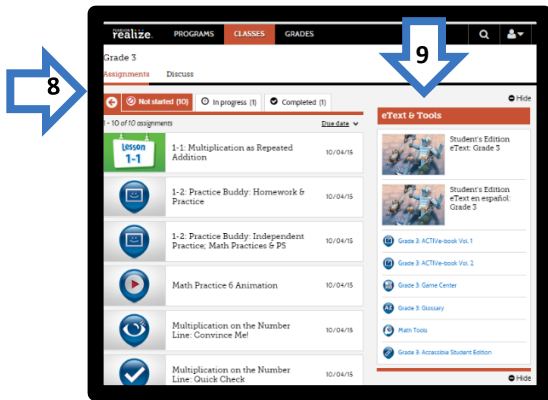 realize.
PROGRAMS
CLASSES
GRADES
Grade 3
Assignments
Discuss
8
9
Hide
Not started (10)
In progress (1)
Completed (1)
1 - 10 of 10 assignments
Due date
Lesson
1-1
1-1: Multiplication as Repeated
Addition
10/04/15
1-2: Practice Buddy: Homework &
Practice
10/04/15
1-2: Practice Buddy: Independent
Practice; Math Practices & PS
10/04/15
Math Practice 6 Animation
10/04/15
Multiplication on the Number
Line: Convince Me!
10/04/15
Multiplication on the Number
Line: Quick Check
10/04/15
eText & Tools
Student's Edition
eText: Grade 3
Student's Edition
eText en español:
Grade 3
Grade 3: ACTIVe-book Vol. 1
Grade 3: ACTIVe-book Vol. 2
Grade 3: Game Center
AZ
Grade 3: Glossary
Math Tools
Grade 3: Accessible Student Edition
Hide